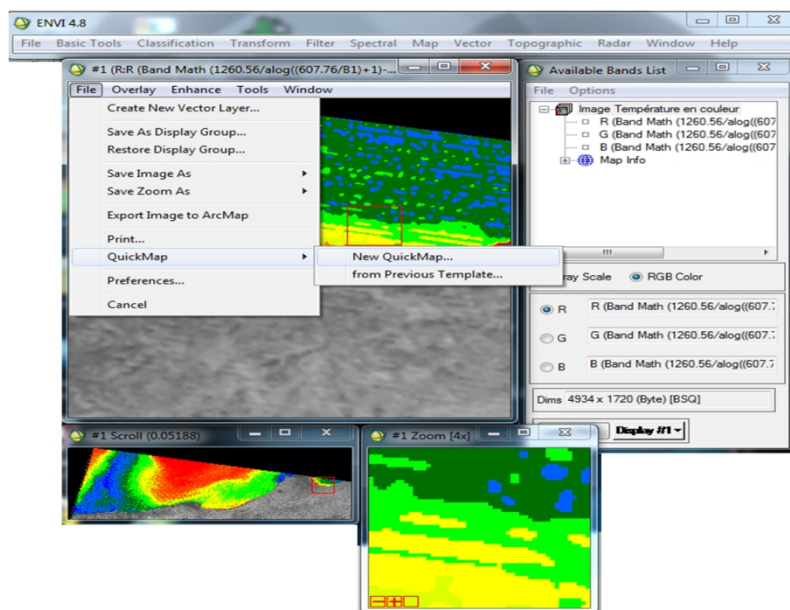 ENVI 4.8
File Basic Tools Classification Transform Filter Spectral Map Vector Topographic Radar Window Help
#1 (R:R (Band Math (1260.56/alog((607.76/B1)+1)-...
File Overlay Enhance Tools Window
Create New Vector Layer...
Save As Display Group...
Restore Display Group...
Save Image As
Save Zoom As
Export Image to ArcMap
Print...
QuickMap
Preferences...
Cancel
New QuickMap...
from Previous Template...
Available Bands List
File Options
Image Température en couleur
R (Band Math (1260.56/alog((607
G (Band Math (1260.56/alog((607
B (Band Math (1260.56/alog((607
Map Info
ray Scale RGB Color
R R (Band Math (1260.56/alog((607.
G G (Band Math (1260.56/alog((607.
B B (Band Math (1260.56/alog((607.
Dims 4934 x 1720 (Byte) [BSQ]
Display #1
#1 Scroll (0.05188)
#1 Zoom [4x]